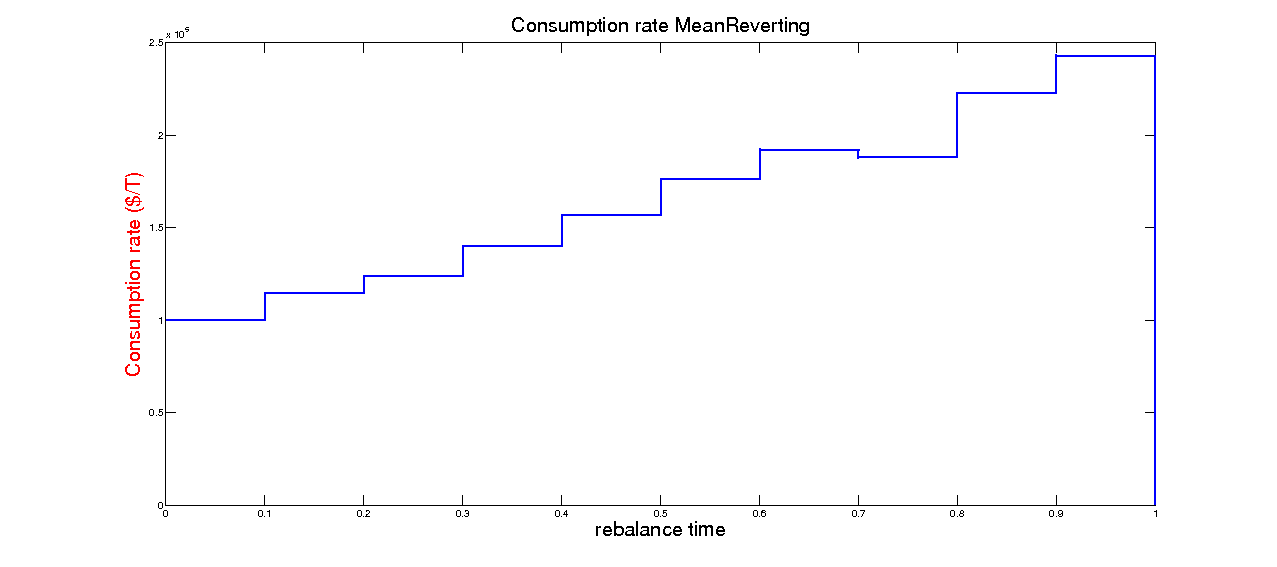 Consumption rate MeanReverting
x 10^5
2.5
2
1.5
1
0.5
0
Consumption rate ($/T)
0 0.1 0.2 0.3 0.4 0.5 0.6 0.7 0.8 0.9 1
rebalance time